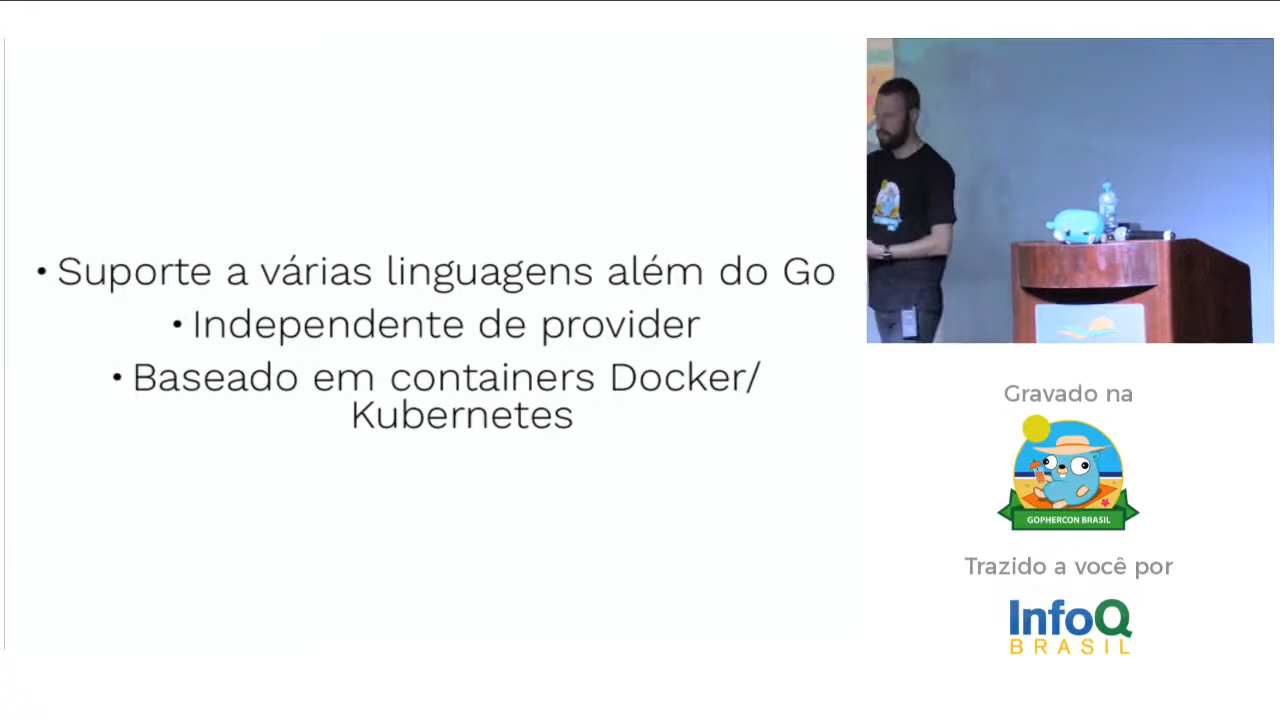 • Suporte a várias linguagens além do Go
• Independente de provider
• Baseado em containers Docker/
Kubernetes
Gravado na
GOPHERCON BRASIL
Trazido a você por
InfoQ
BRASIL